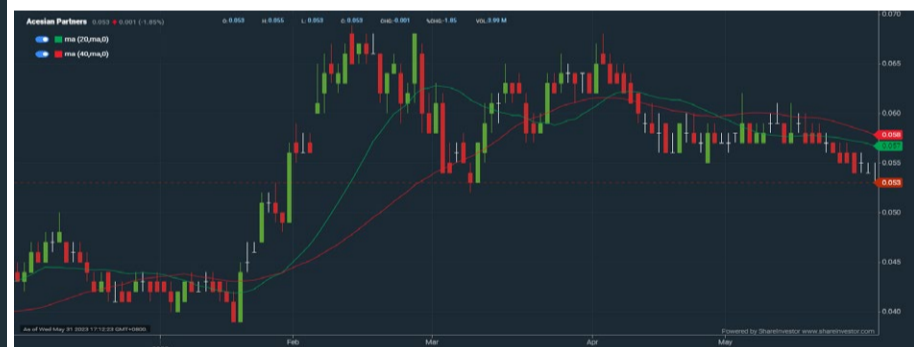 Acesian Partners 0.053 ▼ 0.001 (-1.85%) O: 0.053 H: 0.055 L: 0.053 C: 0.053 CHG: -0.001 %CHG: -1.85 VOL: 3.99 M
ma (20,ma,0)
ma (40,ma,0)
0.070
0.065
0.060
0.058
0.057
0.055
0.053
0.050
0.045
0.040
As of Wed May 31 2023 17:12:23 GMT+0800
Powered by ShareInvestor www.shareinvestor.com
Feb Mar Apr May